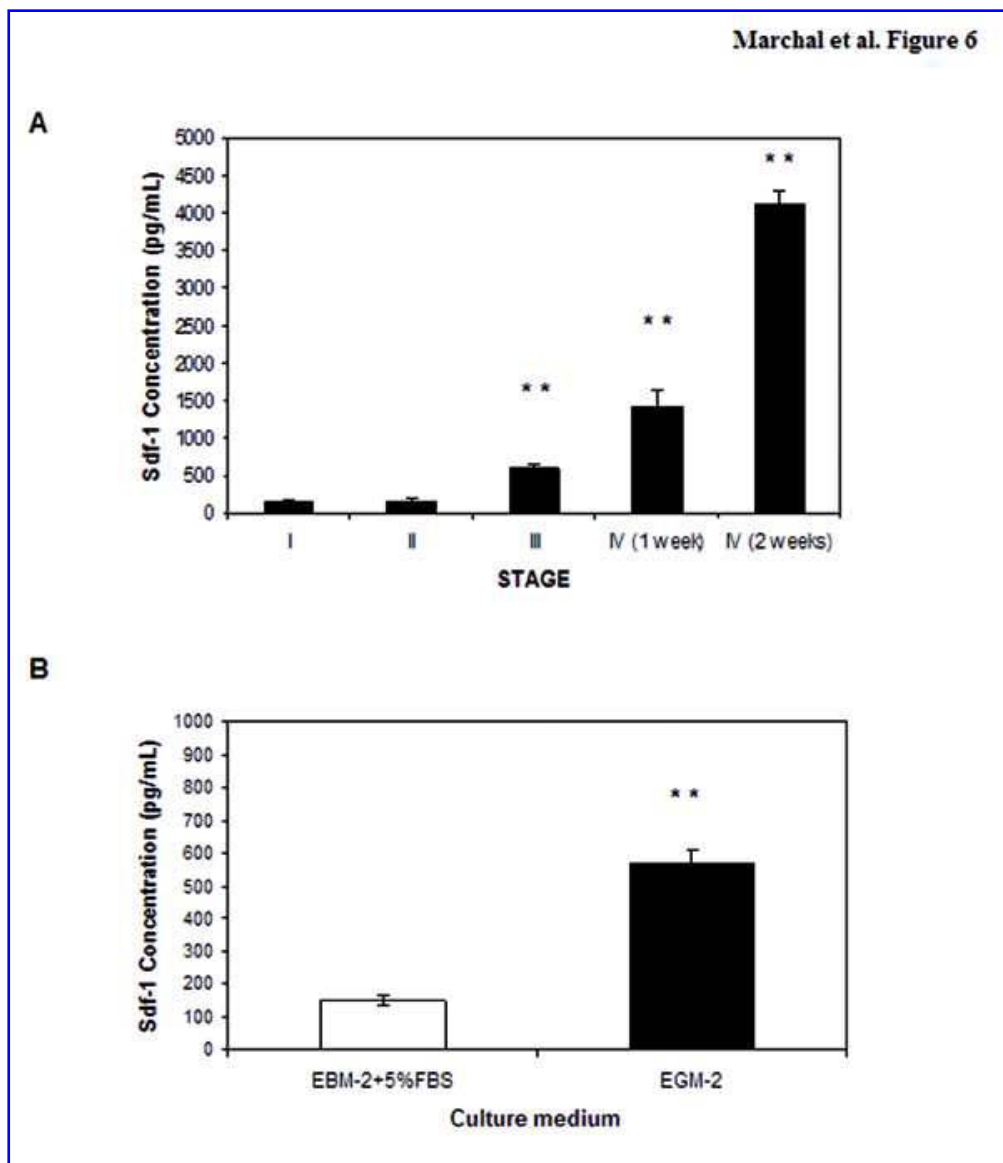 Marchal et al. Figure 6
A
Sdf-1 Concentration (pg/mL)
5000
4500
4000
3500
3000
2500
2000
1500
1000
500
0
* *
* *
* *
I II III IV (1 week) IV (2 weeks)
STAGE
B
Sdf-1 Concentration (pg/mL)
1000
900
800
700
600
500
400
300
200
100
0
* *
EBM-2+5%FBS EGM-2
Culture medium